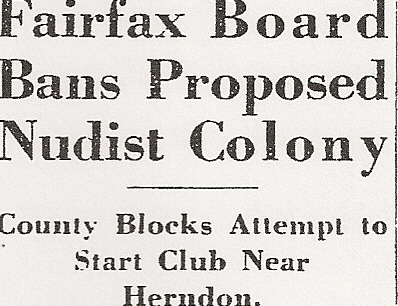 Fairfax Board
Bans Proposed
Nudist Colony
County Blocks Attempt to
Start Club Near
Herndon.